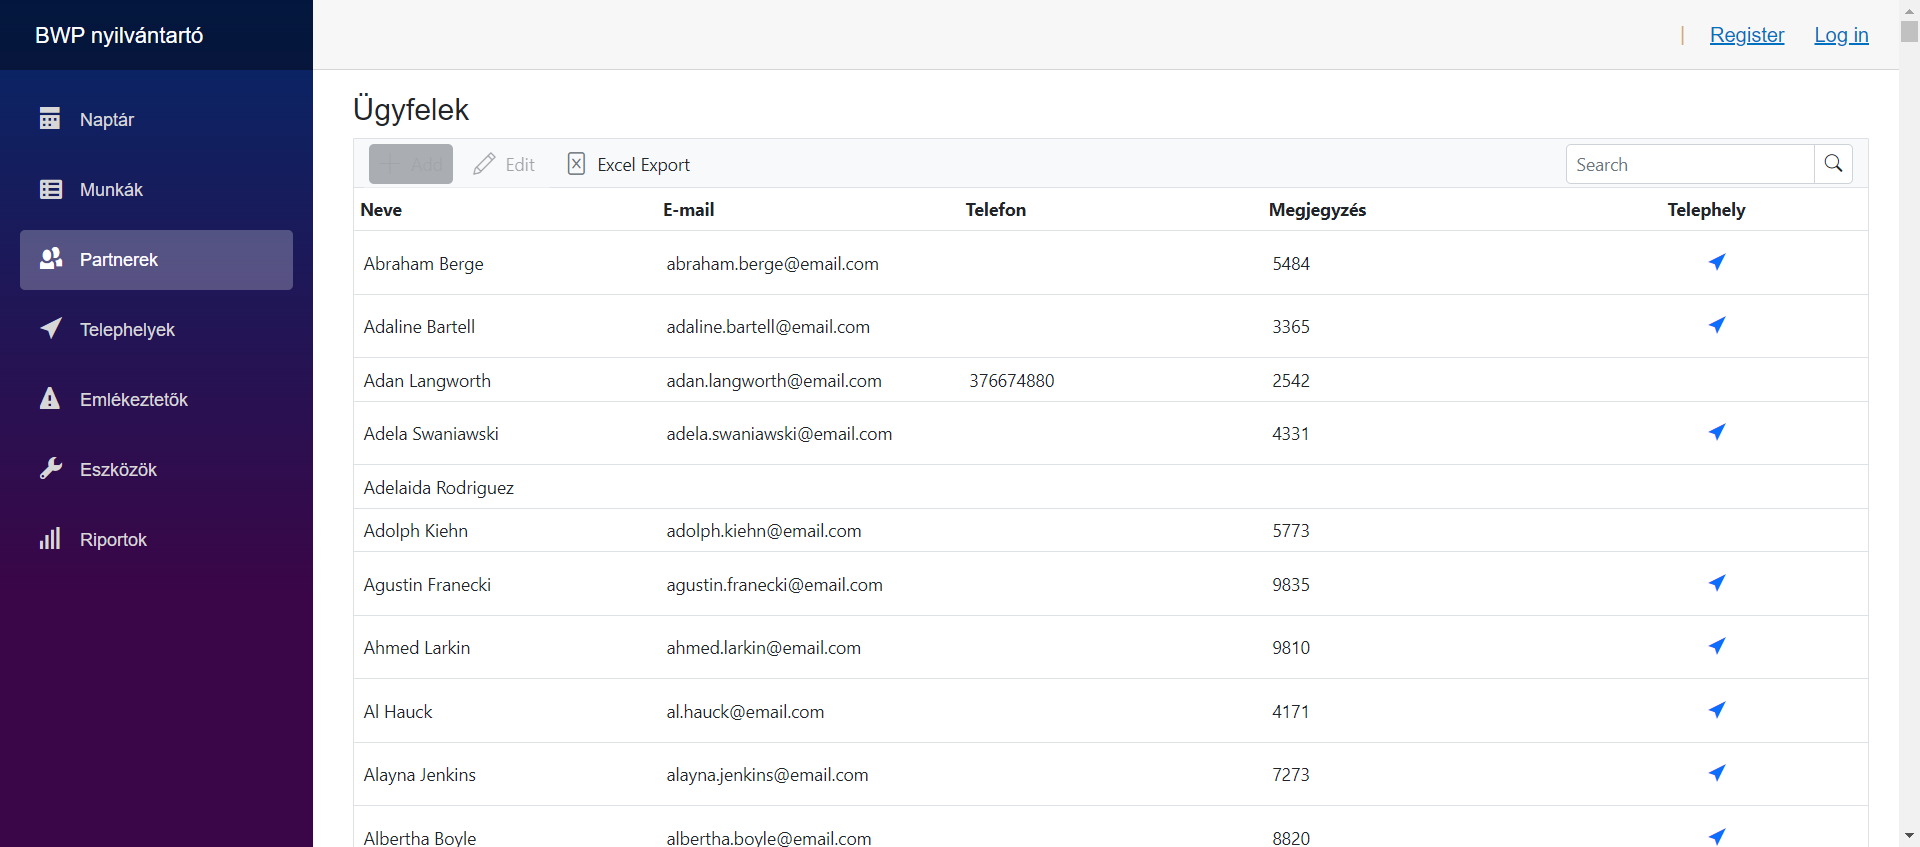 BWP nyilvántartó
| Register Log in
Naptár
Munkák
Partnerek
Telephelyek
Emlékeztetők
Eszközök
Riportok
Ügyfelek
Add Edit Excel Export Search
Neve E-mail Telefon Megjegyzés Telephely
Abraham Berge abraham.berge@email.com 5484
Adaline Bartell adaline.bartell@email.com 3365
Adan Langworth adan.langworth@email.com 376674880 2542
Adela Swaniawski adela.swaniawski@email.com 4331
Adelaida Rodriguez
Adolph Kiehn adolph.kiehn@email.com 5773
Agustin Franecki agustin.franecki@email.com 9835
Ahmed Larkin ahmed.larkin@email.com 9810
Al Hauck al.hauck@email.com 4171
Alayna Jenkins alayna.jenkins@email.com 7273
Albertha Boyle albertha.boyle@email.com 8820